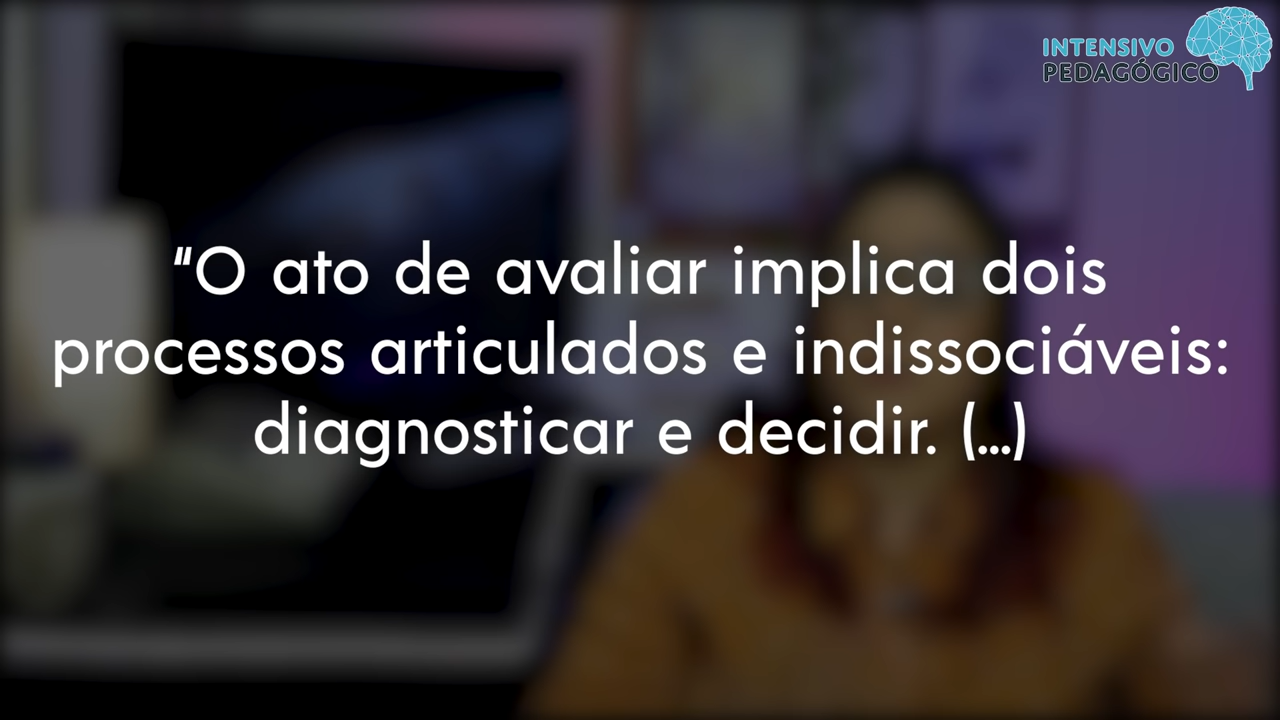 INTENSIVO
PEDAGÓGICO
"O ato de avaliar implica dois
processos articulados e indissociáveis:
diagnosticar e decidir. (...)